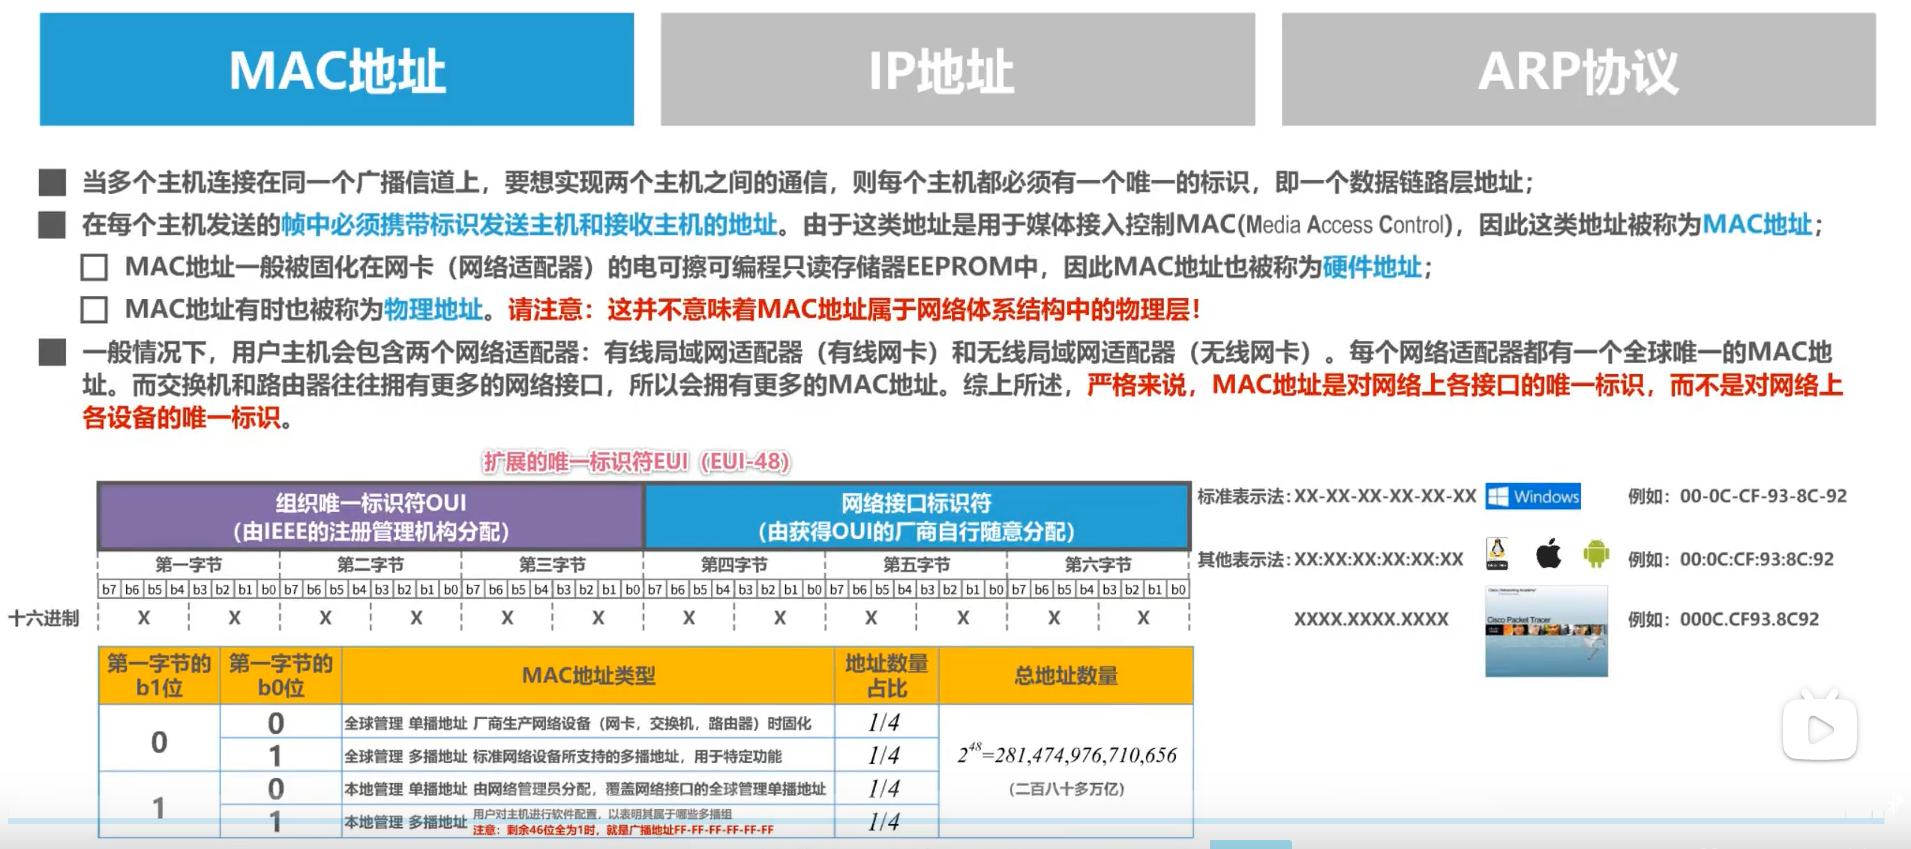 MAC地址
IP地址
ARP协议
当多个主机连接在同一个广播信道上，要想实现两个主机之间的通信，则每个主机都必须有一个唯一的标识，即一个数据链路层地址；
在每个主机发送的帧中必须携带标识发送主机和接收主机的地址。由于这类地址是用于媒体接入控制MAC(Media Access Control)，因此这类地址被称为MAC地址；
MAC地址一般被固化在网卡（网络适配器）的电可擦可编程只读存储器EEPROM中，因此MAC地址也被称为硬件地址；
MAC地址有时也被称为物理地址。请注意：这并不意味着MAC地址属于网络体系结构中的物理层！
一般情况下，用户主机会包含两个网络适配器：有线局域网适配器（有线网卡）和无线局域网适配器（无线网卡）。每个网络适配器都有一个全球唯一的MAC地
址。而交换机和路由器往往拥有更多的网络接口，所以会拥有更多的MAC地址。综上所述，严格来说，MAC地址是对网络上各接口的唯一标识，而不是对网络上
各设备的唯一标识。
扩展的唯一标识符EUI（EUI-48）
组织唯一标识符OUI
（由IEEE的注册管理机构分配）
网络接口标识符
（由获得OUI的厂商自行随意分配）
第一字节 第二字节 第三字节 第四字节 第五字节 第六字节
b7 b6 b5 b4 b3 b2 b1 b0 b7 b6 b5 b4 b3 b2 b1 b0 b7 b6 b5 b4 b3 b2 b1 b0 b7 b6 b5 b4 b3 b2 b1 b0 b7 b6 b5 b4 b3 b2 b1 b0 b7 b6 b5 b4 b3 b2 b1 b0
十六进制 X X X X X X X X X X X X
标准表示法：XX-XX-XX-XX-XX-XX Windows 例如：00-0C-CF-93-8C-92
其他表示法：XX:XX:XX:XX:XX:XX 例如：00:0C:CF:93:8C:92
XXXX.XXXX.XXXX Cisco Packet Tracer 例如：000C.CF93.8C92
第一字节的
b1位
第一字节的
b0位
MAC地址类型
地址数量
占比
总地址数量
0
0 全球管理 单播地址 厂商生产网络设备（网卡，交换机，路由器）时固化 1/4
1 全球管理 多播地址 标准网络设备所支持的多播地址，用于特定功能 1/4
1
0 本地管理 单播地址 由网络管理员分配，覆盖网络接口的全球管理单播地址 1/4
1 本地管理 多播地址 用户对主机进行软件配置，以表明其属于哪些多播组 1/4
注意：剩余46位全为1时，就是广播地址FF-FF-FF-FF-FF-FF
2^48=281,474,976,710,656
（二百八十多万亿）